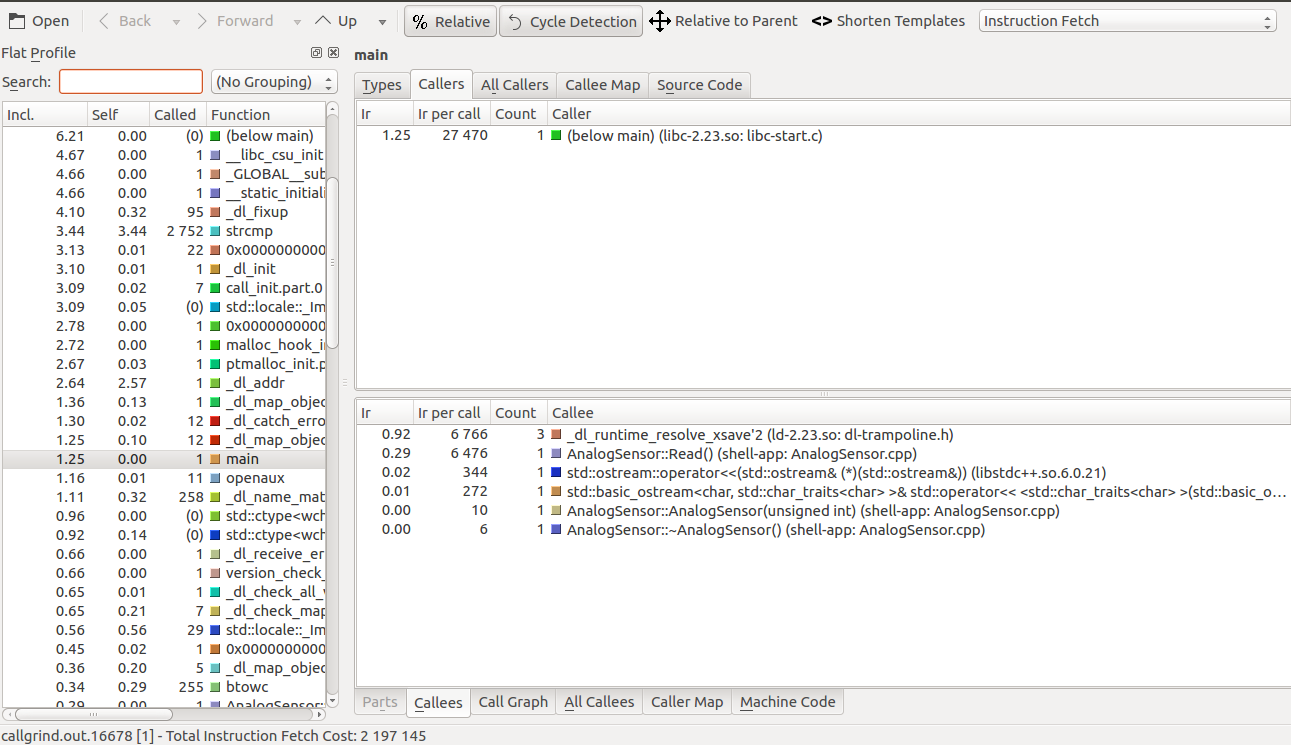 Open Back Forward Up % Relative Cycle Detection Relative to Parent <> Shorten Templates Instruction Fetch
Flat Profile
Search: (No Grouping)
Incl. Self Called Function
6.21 0.00 (0) (below main)
4.67 0.00 1 __libc_csu_init
4.66 0.00 1 _GLOBAL__sub
4.66 0.00 1 __static_initiali
4.10 0.32 95 _dl_fixup
3.44 3.44 2 752 strcmp
3.13 0.01 22 0x0000000000
3.10 0.01 1 _dl_init
3.09 0.02 7 call_init.part.0
3.09 0.05 (0) std::locale::_Im
2.78 0.00 1 0x0000000000
2.72 0.00 1 malloc_hook_in
2.67 0.03 1 ptmalloc_init.p
2.64 2.57 1 _dl_addr
1.36 0.13 1 _dl_map_objec
1.30 0.02 12 _dl_catch_erro
1.25 0.10 12 _dl_map_objec
1.25 0.00 1 main
1.16 0.01 11 openaux
1.11 0.32 258 _dl_name_mat
0.96 0.00 (0) std::ctype<wch
0.92 0.14 (0) std::ctype<wch
0.66 0.00 1 _dl_receive_er
0.66 0.00 1 version_check_
0.65 0.01 1 _dl_check_all_v
0.65 0.21 7 _dl_check_map
0.56 0.56 29 std::locale::_Im
0.45 0.02 1 0x0000000000
0.36 0.20 5 _dl_map_objec
0.34 0.29 255 btowc
0.29 0.00 1 AnalogSensor:
main
Types Callers All Callers Callee Map Source Code
Ir Ir per call Count Caller
1.25 27 470 1 (below main) (libc-2.23.so: libc-start.c)
Ir Ir per call Count Callee
0.92 6 766 3 _dl_runtime_resolve_xsave'2 (ld-2.23.so: dl-trampoline.h)
0.29 6 476 1 AnalogSensor::Read() (shell-app: AnalogSensor.cpp)
0.02 344 1 std::ostream::operator<<(std::ostream& (*)(std::ostream&)) (libstdc++.so.6.0.21)
0.01 272 1 std::basic_ostream<char, std::char_traits<char> >& std::operator<< <std::char_traits<char> >(std::basic_o...
0.00 10 1 AnalogSensor::AnalogSensor(unsigned int) (shell-app: AnalogSensor.cpp)
0.00 6 1 AnalogSensor::~AnalogSensor() (shell-app: AnalogSensor.cpp)
Parts Callees Call Graph All Callees Caller Map Machine Code
callgrind.out.16678 [1] - Total Instruction Fetch Cost: 2 197 145